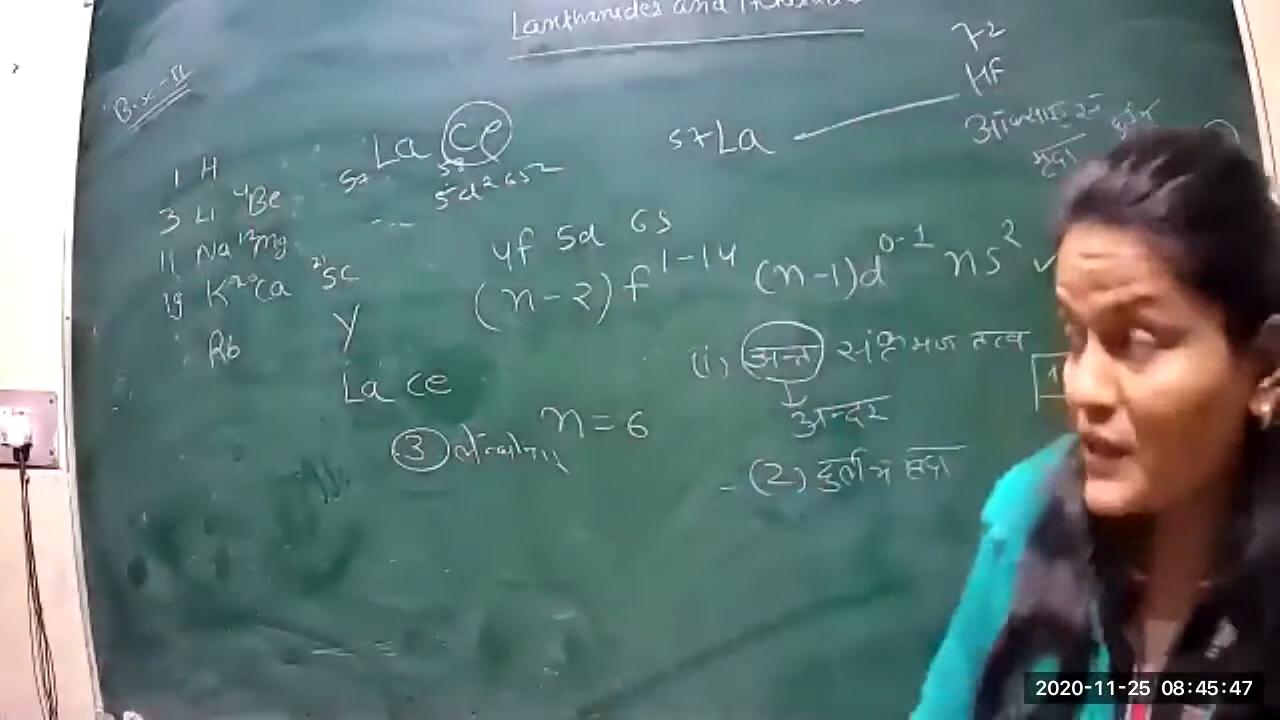 Lanthanides and
B.Sc-II
1 H
3 Li 4Be
11 Na 12Mg
19 K 20Ca 21Sc
Rb
Y
La Ce
57 La Ce
58
5d2 6s2
---
57La
72
Hf
4f 5d 6s
(n-2)f1-14 (n-1)d0-1 ns2 ✓
n=6
(i) अन्तः संक्रमण तत्व
अन्दर
- (2) दुर्लभ मृदा
3
2020-11-25 08:45:47